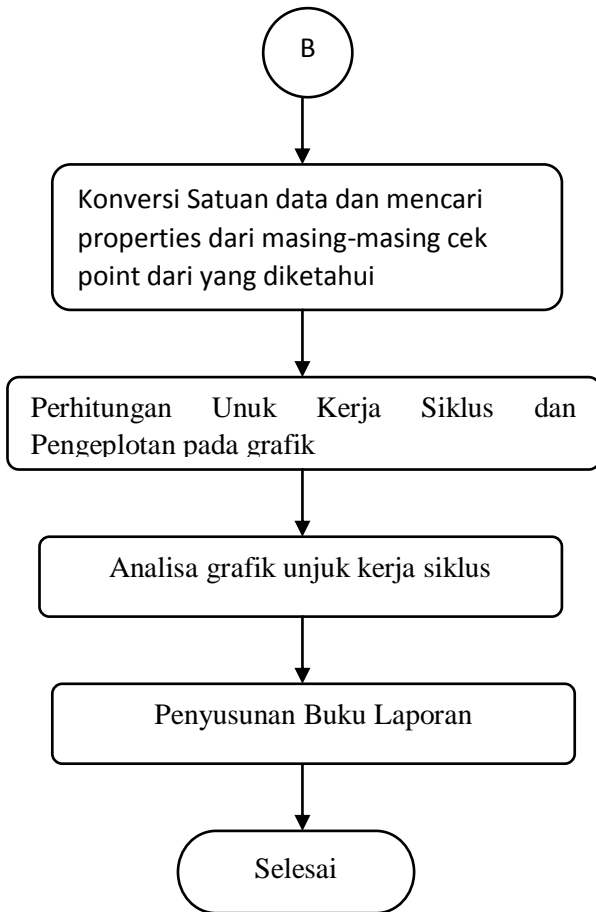 B
Konversi Satuan data dan mencari
properties dari masing-masing cek
point dari yang diketahui
Perhitungan Unuk Kerja Siklus dan
Pengeplotan pada grafik
Analisa grafik unjuk kerja siklus
Penyusunan Buku Laporan
Selesai